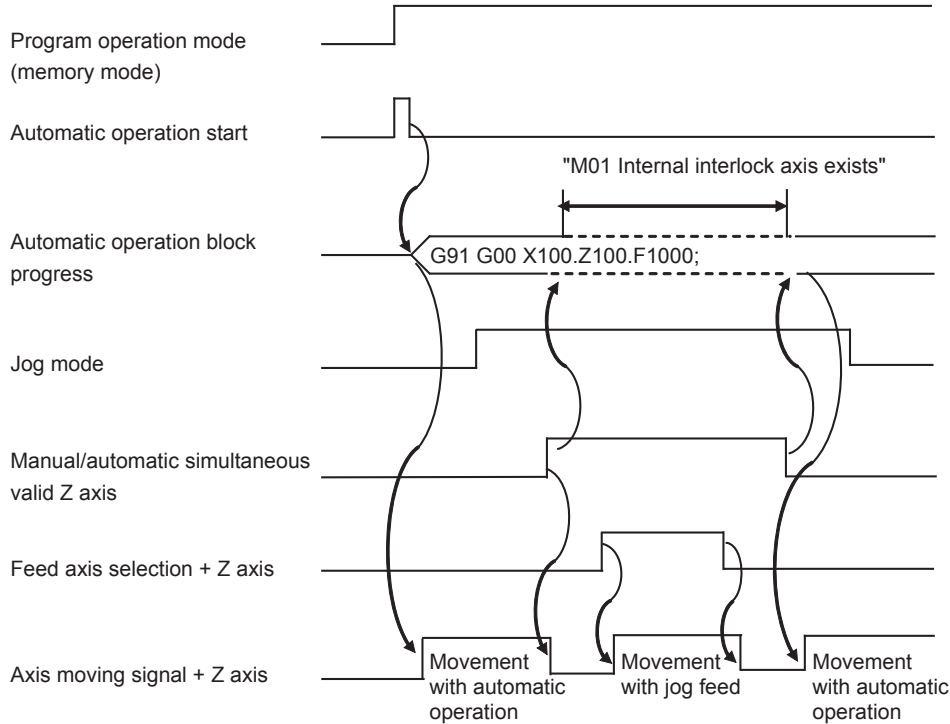 Program operation mode
(memory mode)
Automatic operation start
"M01 Internal interlock axis exists"
Automatic operation block
progress
G91 G00 X100.Z100.F1000;
Jog mode
Manual/automatic simultaneous
valid Z axis
Feed axis selection + Z axis
Axis moving signal + Z axis
Movement
with automatic
operation
Movement
with jog feed
Movement
with automatic
operation